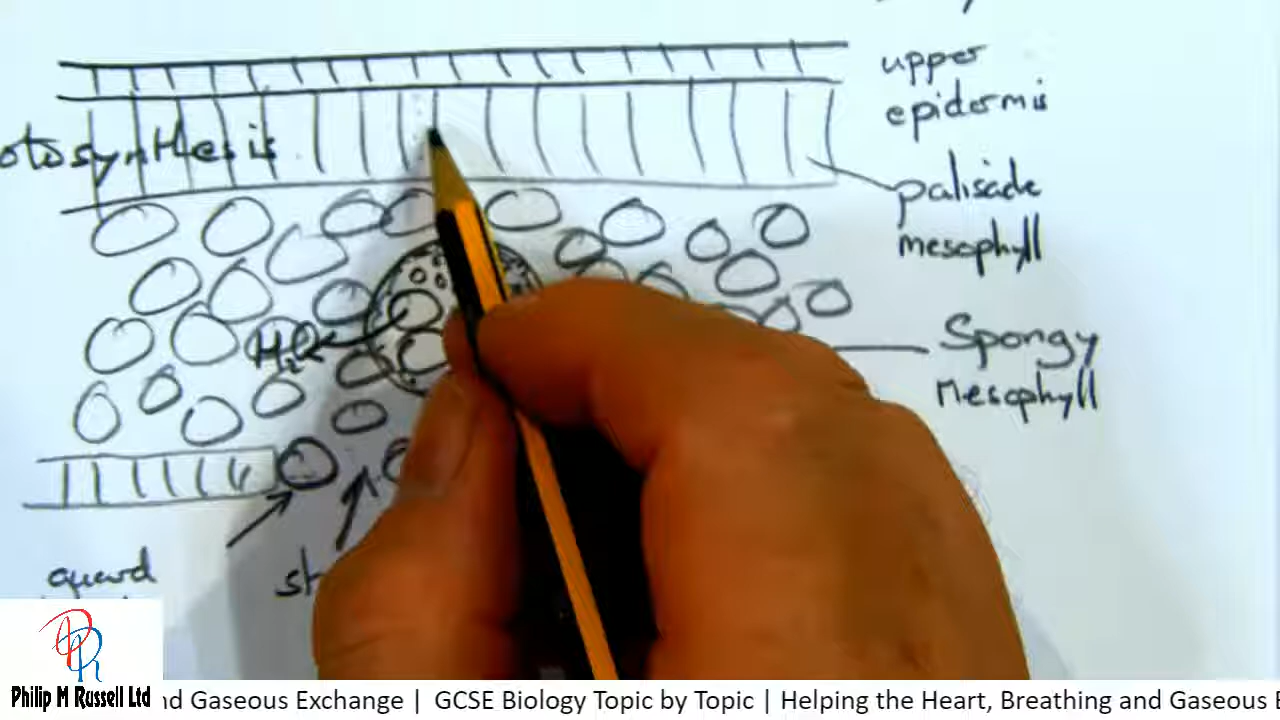 upper
epidermis
otosynthesis
palisade
mesophyll
H₂O
Spongy
Mesophyll
guard
st
Philip M Russell Ltd
nd Gaseous Exchange | GCSE Biology Topic by Topic | Helping the Heart, Breathing and Gaseous E